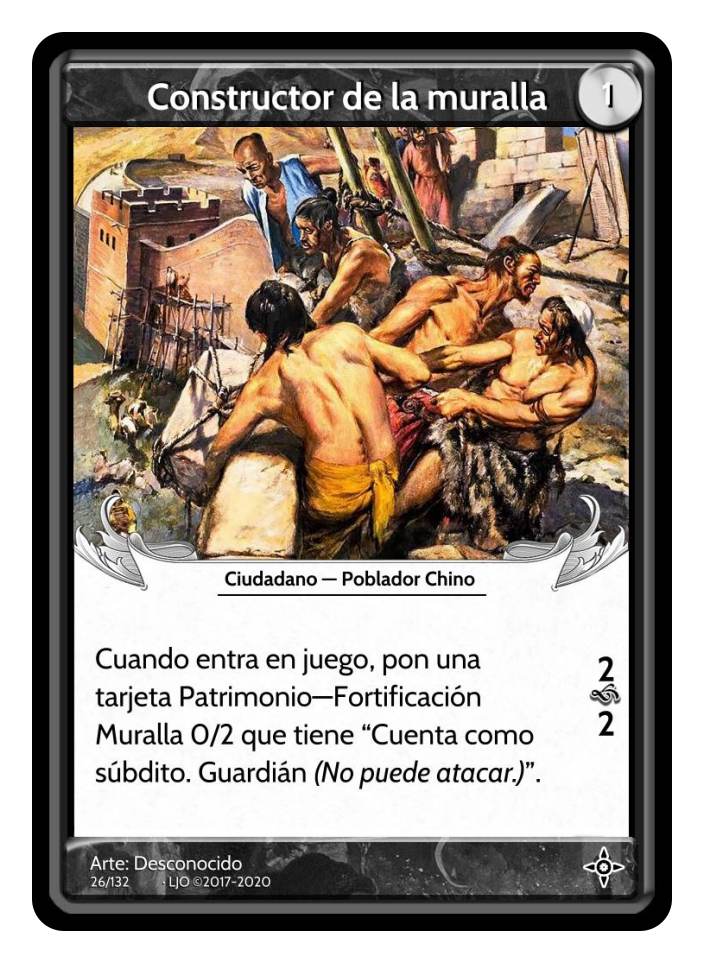 Constructor de la muralla
1
Ciudadano — Poblador Chino
Cuando entra en juego, pon una
tarjeta Patrimonio—Fortificación
Muralla 0/2 que tiene “Cuenta como
súbdito. Guardián (No puede atacar.)”.
2
2
Arte: Desconocido
26/132 · LJO ©2017-2020